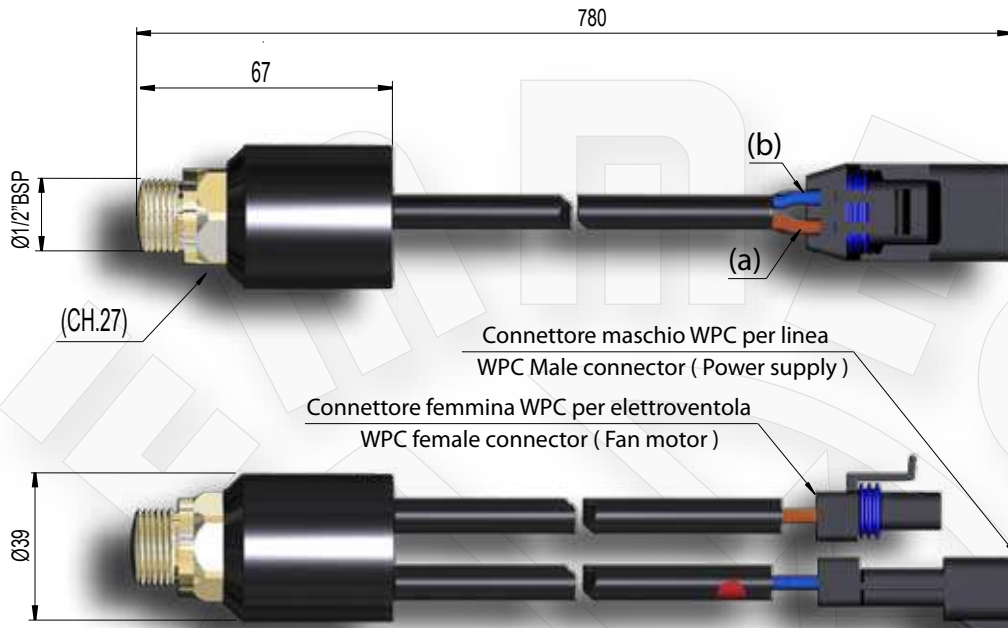 780
67
(b)
Ø1/2"BSP
(a)
(CH.27)
Connettore maschio WPC per linea
WPC Male connector ( Power supply )
Connettore femmina WPC per elettroventola
WPC female connector ( Fan motor )
Ø39